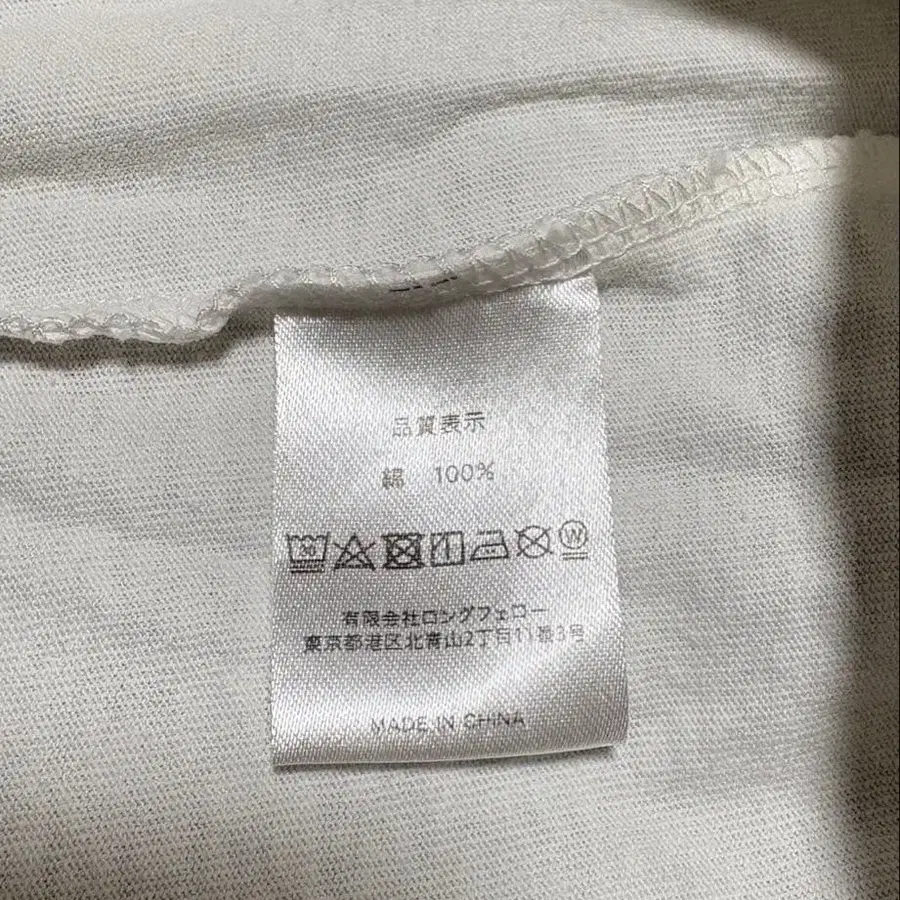 品質表示
綿 100%
30 W
有限会社ロングフェロー
東京都港区北青山2丁目11番3号
MADE IN CHINA